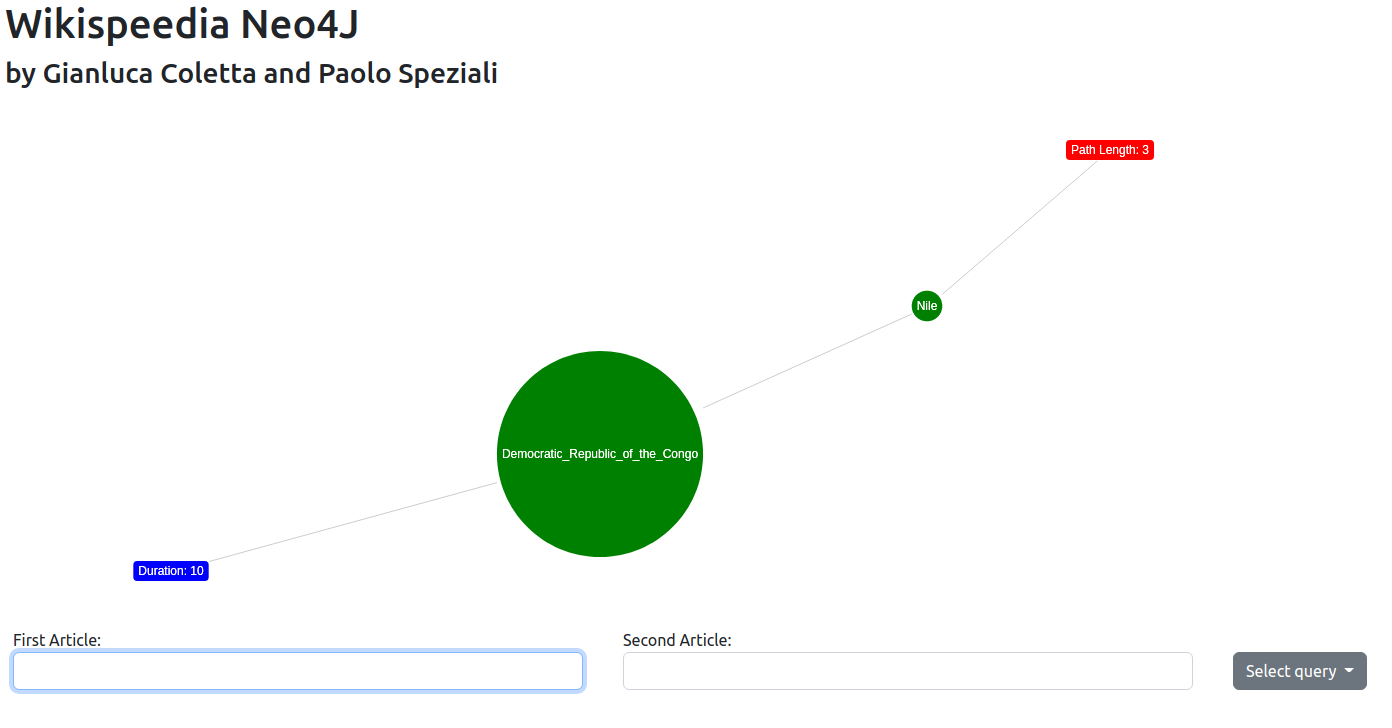 Wikispeedia Neo4J
by Gianluca Coletta and Paolo Speziali
Path Length: 3
Nile
Democratic_Republic_of_the_Congo
Duration: 10
First Article:
Second Article:
Select query